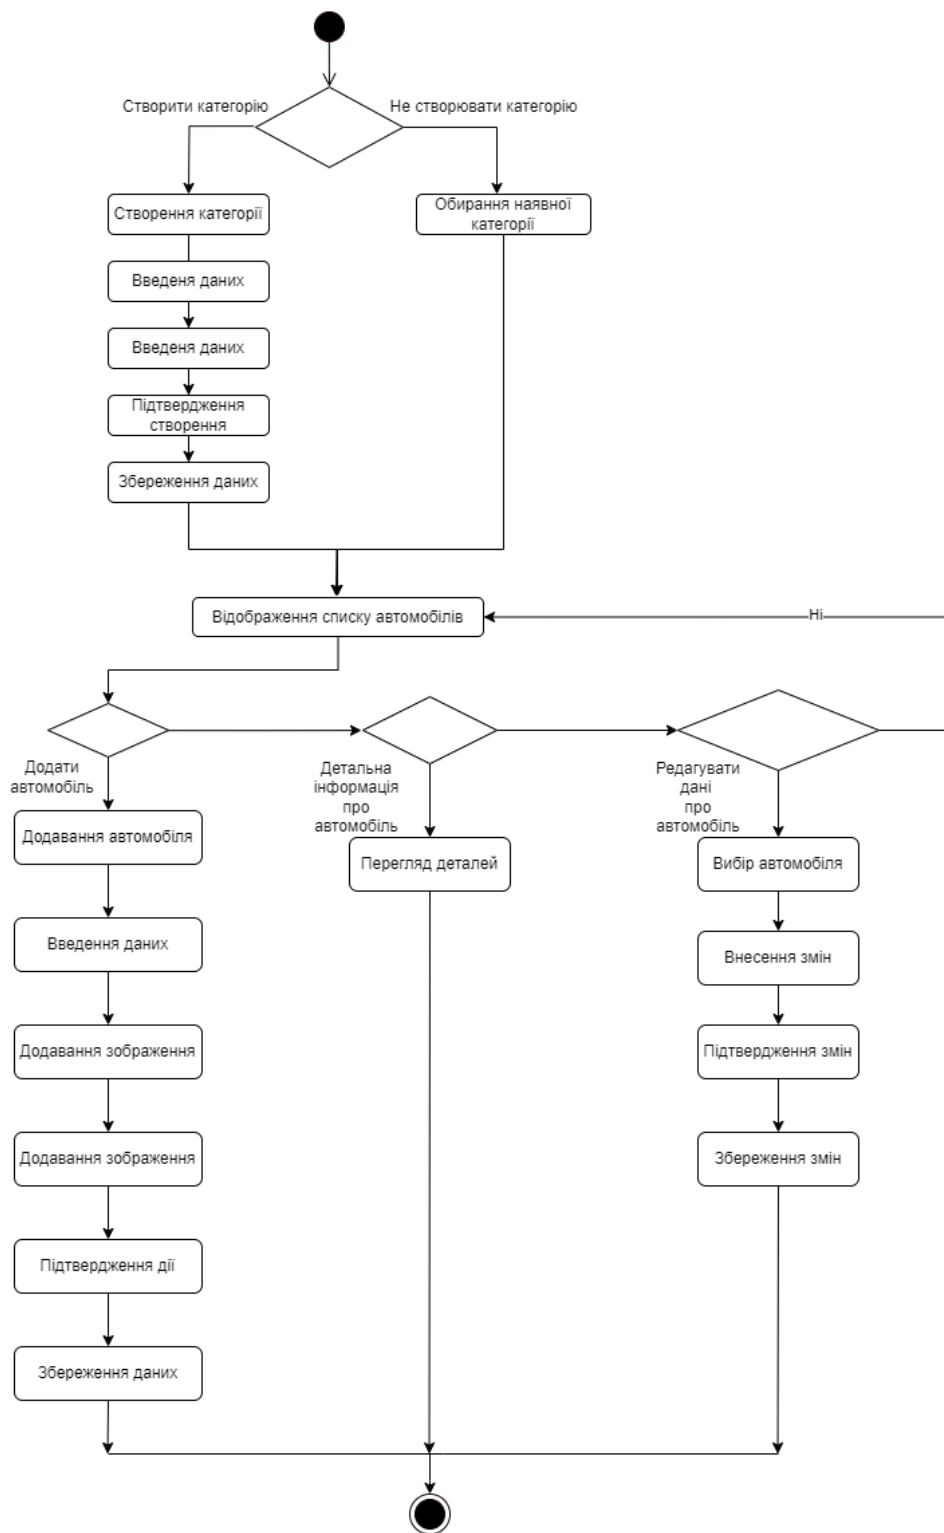 Створити категорію
Не створювати категорію
Створення категорії
Обирання наявної
категорії
Введеня даних
Введеня даних
Підтвердження
створення
Збереження даних
Відображення списку автомобілів
Ні
Додати
автомобіль
Детальна
інформація
про
автомобіль
Редагувати
дані
про
автомобіль
Додавання автомобіля
Перегляд деталей
Вибір автомобіля
Введення даних
Внесення змін
Додавання зображення
Підтвердження змін
Додавання зображення
Збереження змін
Підтвердження дії
Збереження даних